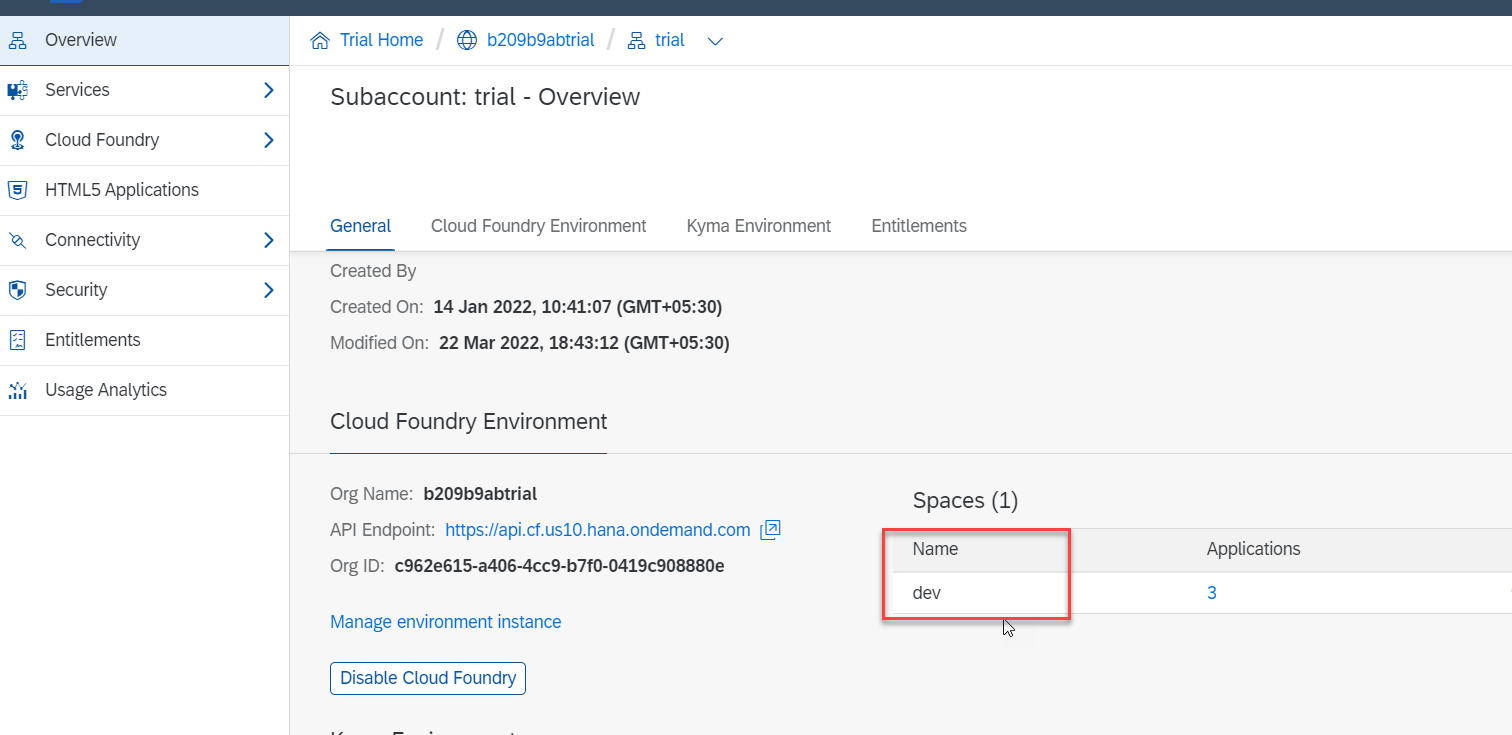 Overview
Services
Cloud Foundry
HTML5 Applications
Connectivity
Security
Entitlements
Usage Analytics
Trial Home / b209b9abtrial / trial
Subaccount: trial - Overview
General Cloud Foundry Environment Kyma Environment Entitlements
Created By
Created On: 14 Jan 2022, 10:41:07 (GMT+05:30)
Modified On: 22 Mar 2022, 18:43:12 (GMT+05:30)
Cloud Foundry Environment
Org Name: b209b9abtrial
API Endpoint: https://api.cf.us10.hana.ondemand.com
Org ID: c962e615-a406-4cc9-b7f0-0419c908880e
Manage environment instance
Disable Cloud Foundry
Spaces (1)
Name Applications
dev 3